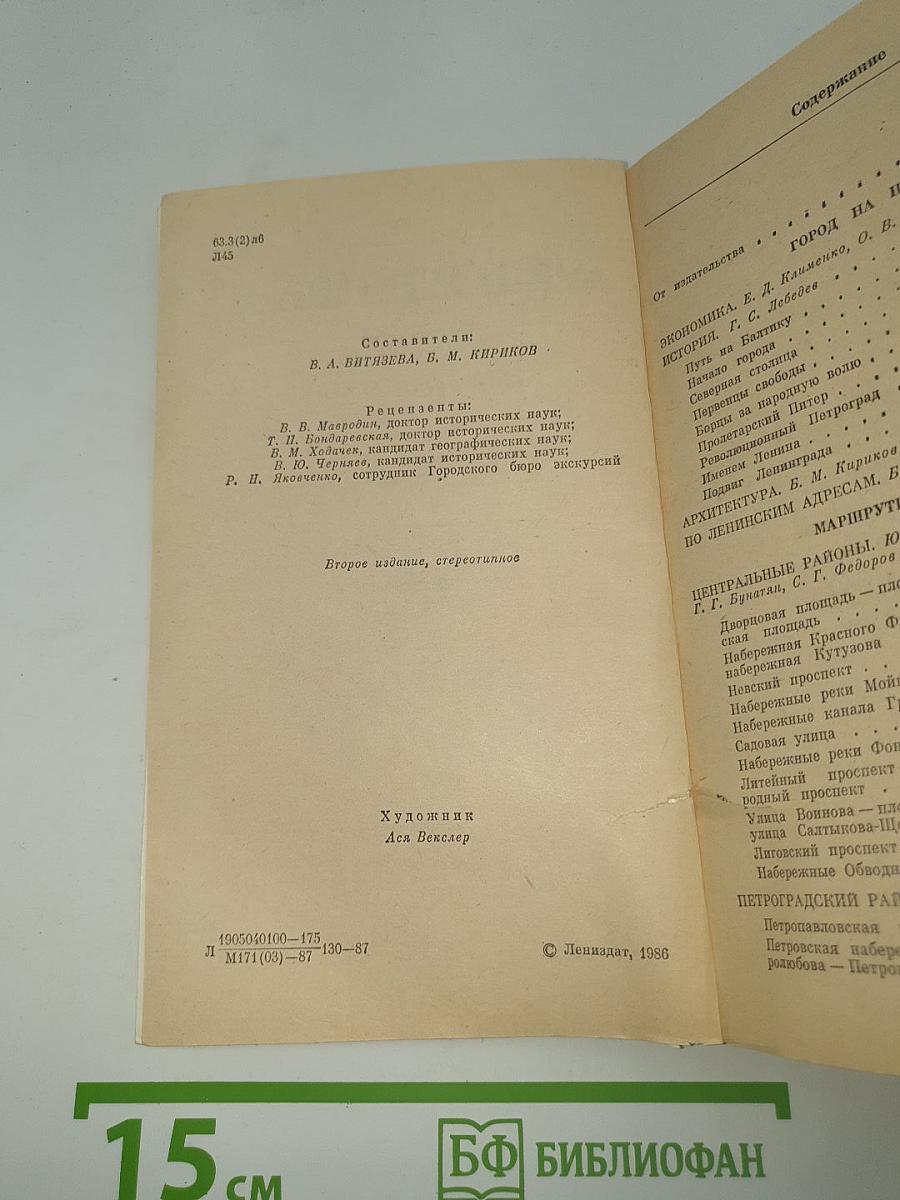 63.3(2)л6
Л45
Составители:
В. А. ВИТЯЗЕВА, Б. М. КИРИКОВ
Рецензенты:
В. В. Мавродин, доктор исторических наук;
Т. П. Бондаревская, доктор исторических наук;
В. М. Ходачек, кандидат географических наук;
В. Ю. Черняев, кандидат исторических наук;
Р. Н. Яковченко, сотрудник Городского бюро экскурсий
Второе издание, стереотипное
Художник
Ася Векслер
Л 1905040100—175
М171(03)—87 130—87
© Лениздат, 1986
Содержание
От издательства . . . . . . . .
ГОРОД НА
ЭКОНОМИКА. Е. Д. Клименко, О. В.
ИСТОРИЯ. Г. С. Лебедев . . . .
Путь на Балтику . . . . . .
Начало города . . . . . .
Северная столица . . . . .
Первенцы свободы . . . . .
Борцы за народную волю . .
Пролетарский Питер . . . .
Революционный Петроград .
Именем Ленина . . . . . .
Подвиг Ленинграда . . . .
АРХИТЕКТУРА. Б. М. Кириков
ПО ЛЕНИНСКИМ АДРЕСАМ. Б
МАРШРУТЫ
ЦЕНТРАЛЬНЫЕ РАЙОНЫ. Ю
Г. Г. Бунатян, С. Г. Федоров
Дворцовая площадь — пло
ская площадь . . . .
Набережная Красного Ф
набережная Кутузова
Невский проспект . .
Набережные реки Мой
Набережные канала Гр
Садовая улица . . .
Набережные реки Фон
Литейный проспект
родный проспект .
Улица Воинова — пло
улица Салтыкова-Ще
Лиговский проспект
Набережные Обводн
ПЕТРОГРАДСКИЙ РАЙ
Петропавловская
Петровская набере
ролюбова — Петро
15 см
БФ БИБЛИОФАН